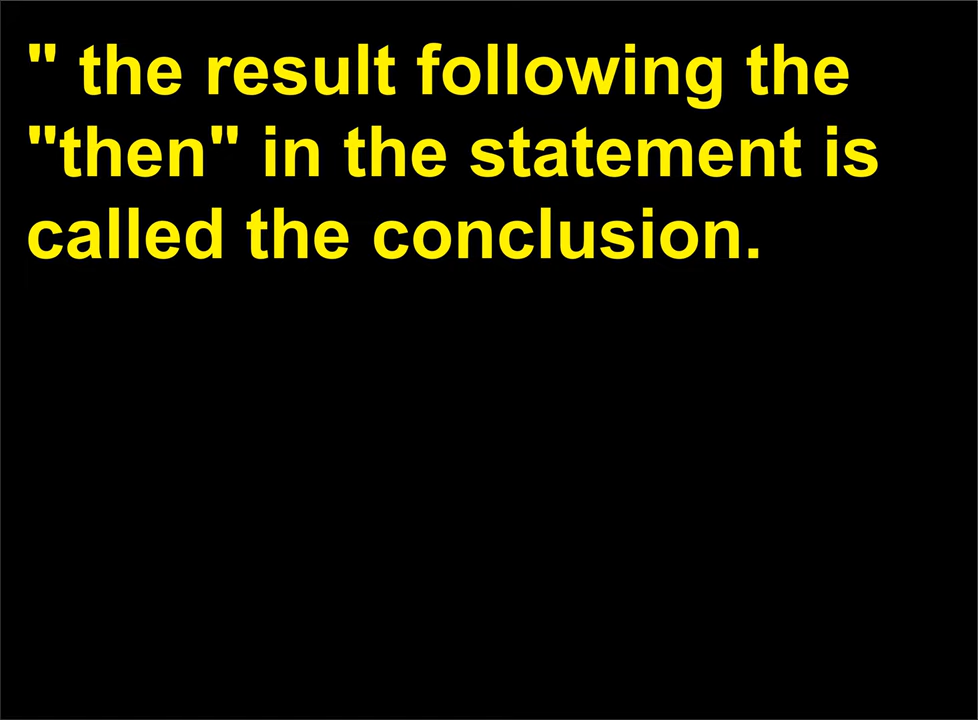 " the result following the
"then" in the statement is
called the conclusion.